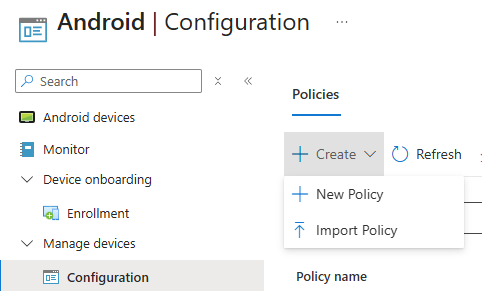 Android | Configuration ...
Search
Android devices
Monitor
Device onboarding
Enrollment
Manage devices
Configuration
Policies
Create
Refresh
New Policy
Import Policy
Policy name